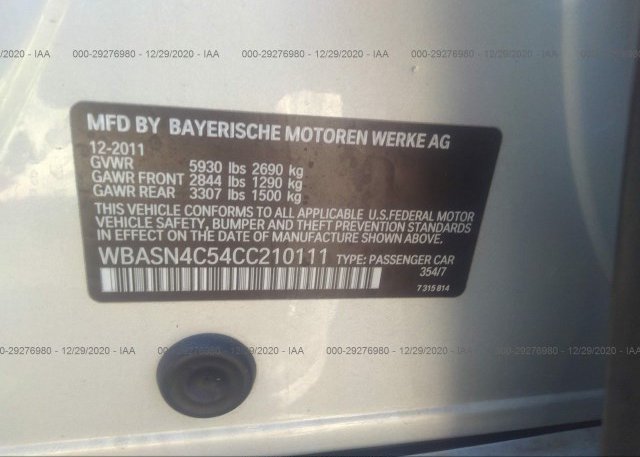 000-29276980 - 12/29/2020 - IAA 000-29276980 - 12/29/2020 - IAA 000-29276980 - 12/29/2020 - IAA 000-29276980 - 12/29/2020 - IAA
MFD BY BAYERISCHE MOTOREN WERKE AG
12-2011
GVWR 5930 lbs 2690 kg
GAWR FRONT 2844 lbs 1290 kg
GAWR REAR 3307 lbs 1500 kg
THIS VEHICLE CONFORMS TO ALL APPLICABLE U.S.FEDERAL MOTOR
VEHICLE SAFETY, BUMPER AND THEFT PREVENTION STANDARDS
IN EFFECT ON THE DATE OF MANUFACTURE SHOWN ABOVE.
WBASN4C54CC210111 TYPE: PASSENGER CAR
354/7
7 315 814
000-29276980 - 12/29/2020 - IAA 000-29276980 - 12/29/2020 - IAA 000-29276980 - 12/29/2020 - IAA 000-29276980 - 12/29/2020 - IAA